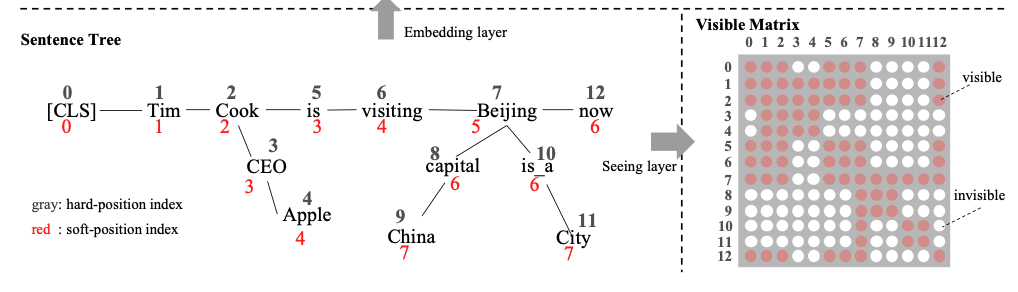 Embedding layer
Sentence Tree
0 1 2 5 6 7 12
[CLS] Tim Cook is visiting Beijing now
0 1 2 3 4 5 6
3 8 10
CEO capital is_a
3 6 6
4 9 11
Apple China City
4 7 7
gray: hard-position index
red : soft-position index
Seeing layer
Visible Matrix
0 1 2 3 4 5 6 7 8 9 10 11 12
0
1
2
3
4
5
6
7
8
9
10
11
12
visible
invisible